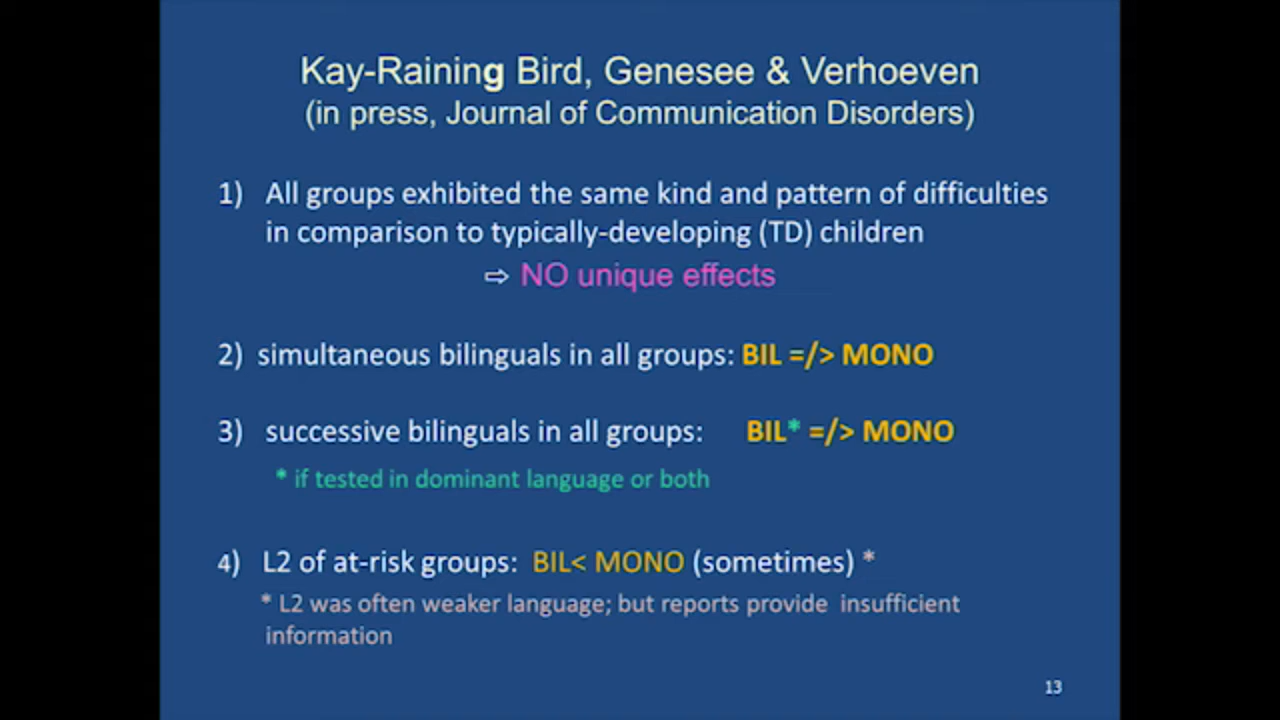 Kay-Raining Bird, Genesee & Verhoeven
(in press, Journal of Communication Disorders)
1) All groups exhibited the same kind and pattern of difficulties
in comparison to typically-developing (TD) children
⇨ NO unique effects
2) simultaneous bilinguals in all groups: BIL =/> MONO
3) successive bilinguals in all groups: BIL* =/> MONO
* if tested in dominant language or both
4) L2 of at-risk groups: BIL< MONO (sometimes) *
* L2 was often weaker language; but reports provide insufficient
information
13